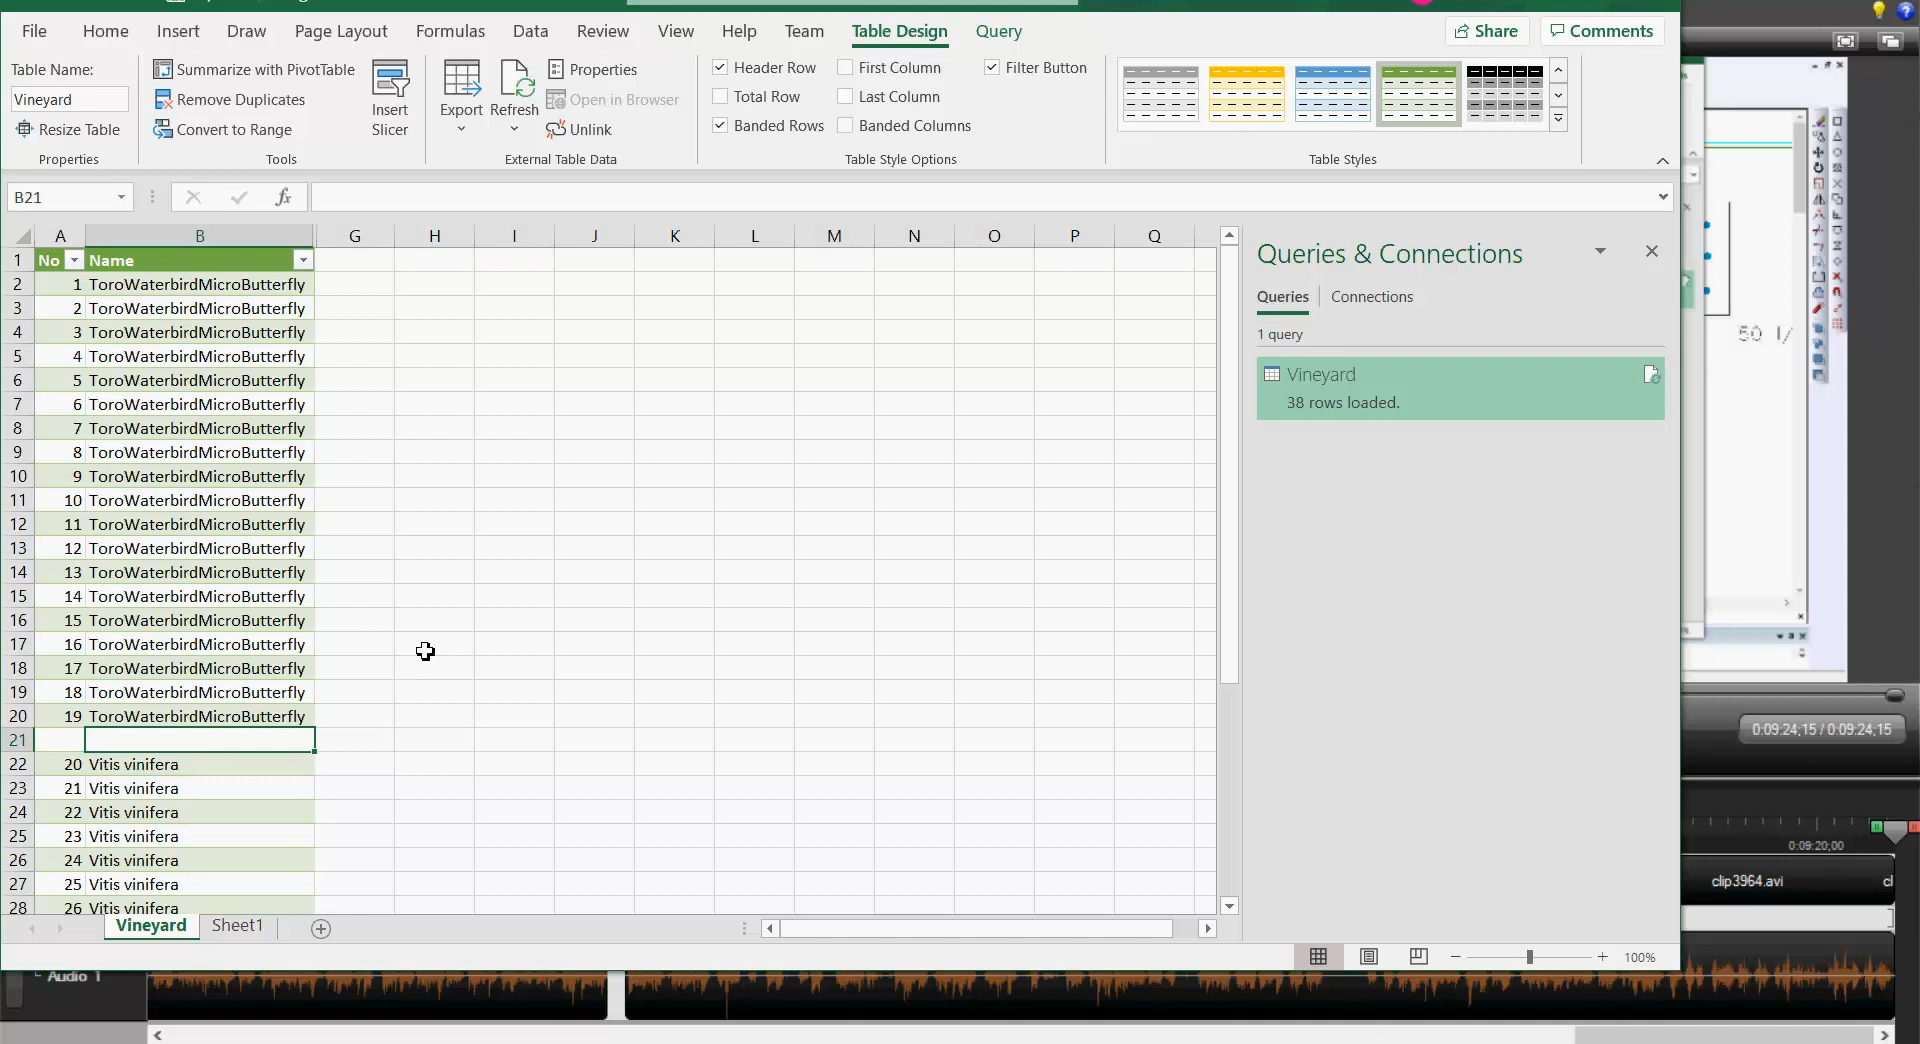 File Home Insert Draw Page Layout Formulas Data Review View Help Team Table Design Query Share Comments
Table Name:
Vineyard
Resize Table
Properties
Summarize with PivotTable
Remove Duplicates
Convert to Range
Tools
Insert
Slicer
Export
Refresh
Properties
Open in Browser
Unlink
External Table Data
Header Row First Column Filter Button
Total Row Last Column
Banded Rows Banded Columns
Table Style Options
Table Styles
B21 fx
A B G H I J K L M N O P Q
1 No Name
2 1 ToroWaterbirdMicroButterfly
3 2 ToroWaterbirdMicroButterfly
4 3 ToroWaterbirdMicroButterfly
5 4 ToroWaterbirdMicroButterfly
6 5 ToroWaterbirdMicroButterfly
7 6 ToroWaterbirdMicroButterfly
8 7 ToroWaterbirdMicroButterfly
9 8 ToroWaterbirdMicroButterfly
10 9 ToroWaterbirdMicroButterfly
11 10 ToroWaterbirdMicroButterfly
12 11 ToroWaterbirdMicroButterfly
13 12 ToroWaterbirdMicroButterfly
14 13 ToroWaterbirdMicroButterfly
15 14 ToroWaterbirdMicroButterfly
16 15 ToroWaterbirdMicroButterfly
17 16 ToroWaterbirdMicroButterfly
18 17 ToroWaterbirdMicroButterfly
19 18 ToroWaterbirdMicroButterfly
20 19 ToroWaterbirdMicroButterfly
21
22 20 Vitis vinifera
23 21 Vitis vinifera
24 22 Vitis vinifera
25 23 Vitis vinifera
26 24 Vitis vinifera
27 25 Vitis vinifera
28 26 Vitis vinifera
Vineyard Sheet1
100%
Queries & Connections
Queries Connections
1 query
Vineyard
38 rows loaded.
50 l/
0:09:24;15 / 0:09:24;15
0:09:20;00
clip3964.avi cl
Audio 1